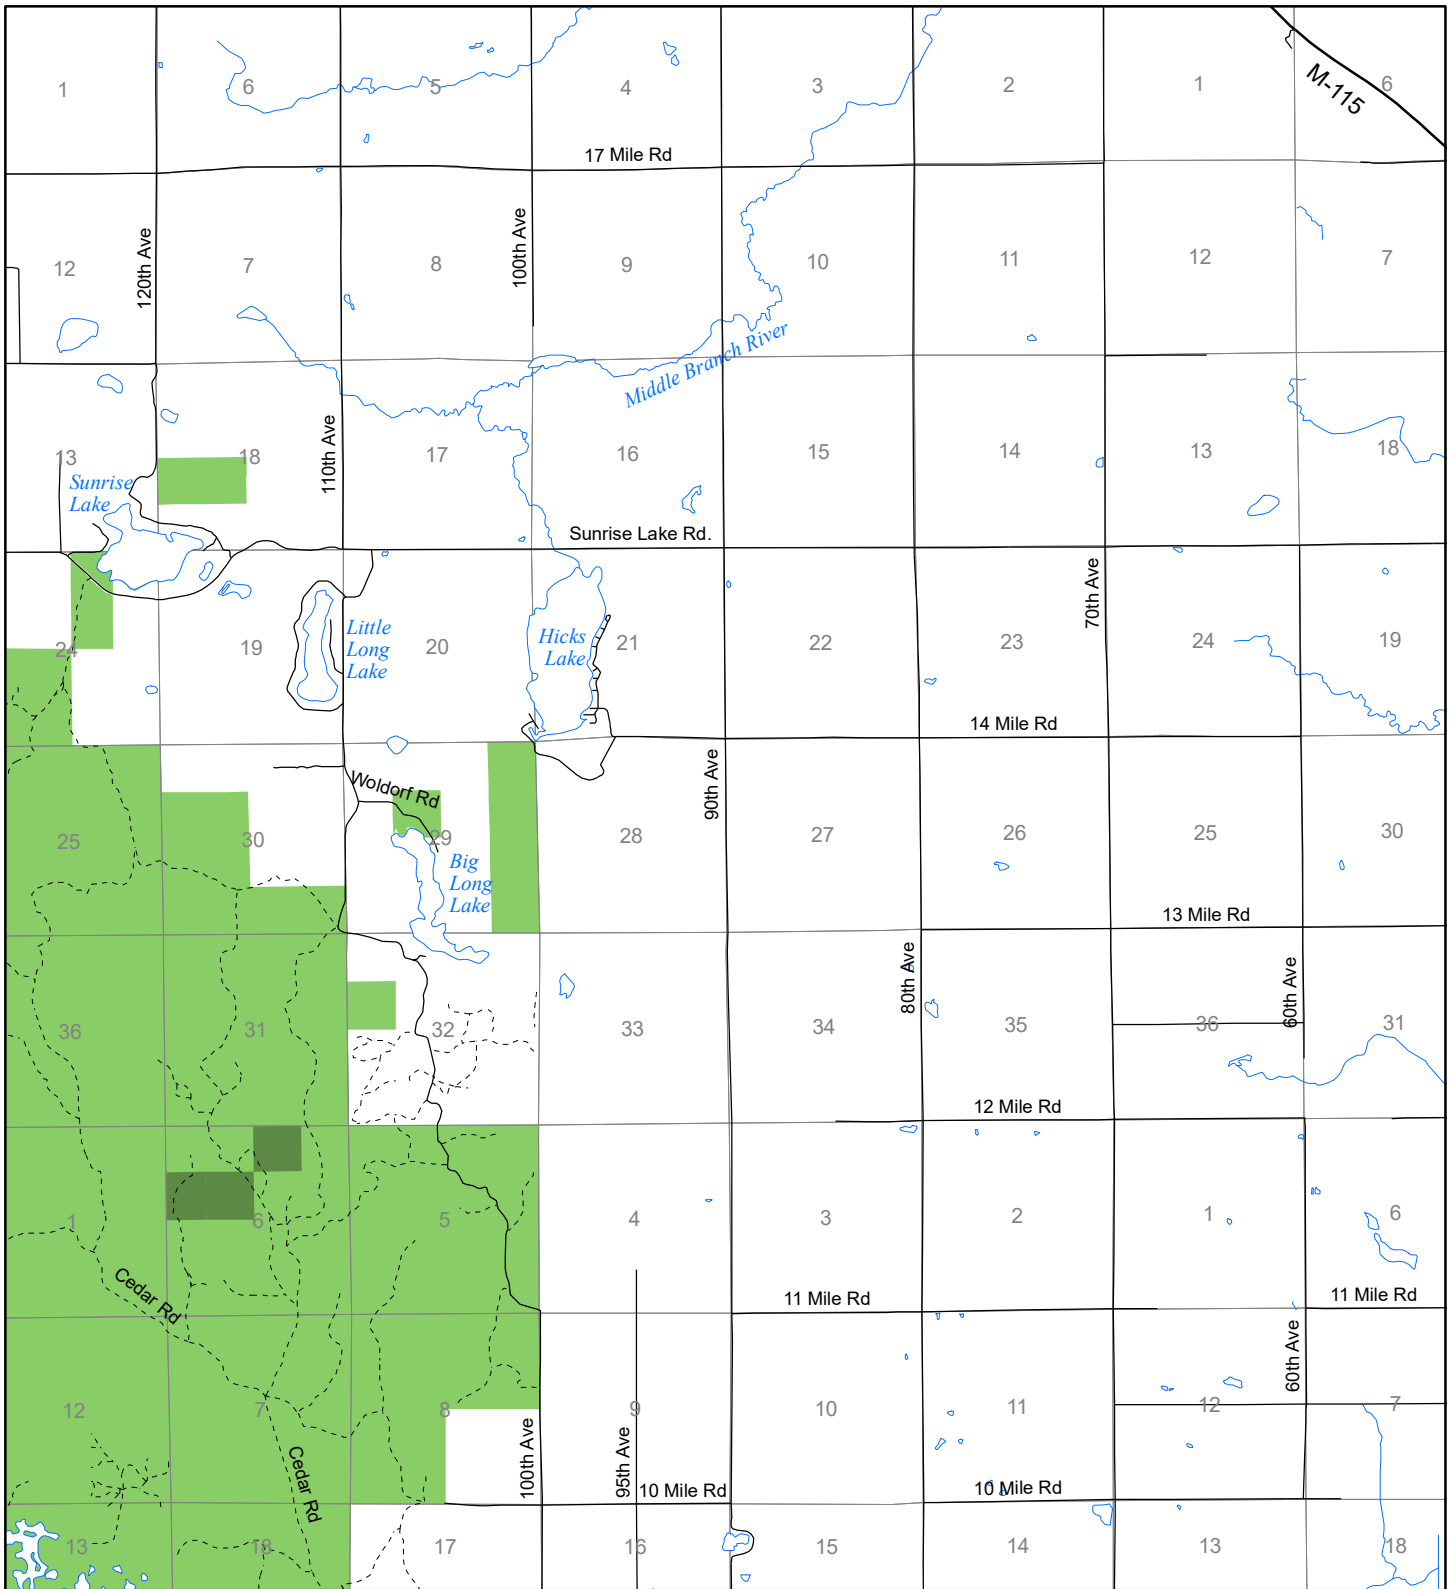 1
6
5
4
3
2
1
6
M-115
17 Mile Rd
120th Ave
100th Ave
12
7
8
9
10
11
12
7
Middle Branch River
110th Ave
13
18
17
16
15
14
13
18
Sunrise
Lake
Sunrise Lake Rd.
70th Ave
24
19
Little
Long
Lake
20
Hicks
Lake
21
22
23
24
19
14 Mile Rd
Woldorf Rd
90th Ave
25
30
29
28
27
26
25
30
Big
Long
Lake
13 Mile Rd
80th Ave
60th Ave
36
31
32
33
34
35
36
31
12 Mile Rd
1
6
5
4
3
2
1
6
Cedar Rd
11 Mile Rd
11 Mile Rd
60th Ave
12
7
8
9
10
11
12
7
Cedar Rd
100th Ave
95th Ave
10 Mile Rd
10 Mile Rd
13
18
17
16
15
14
13
18